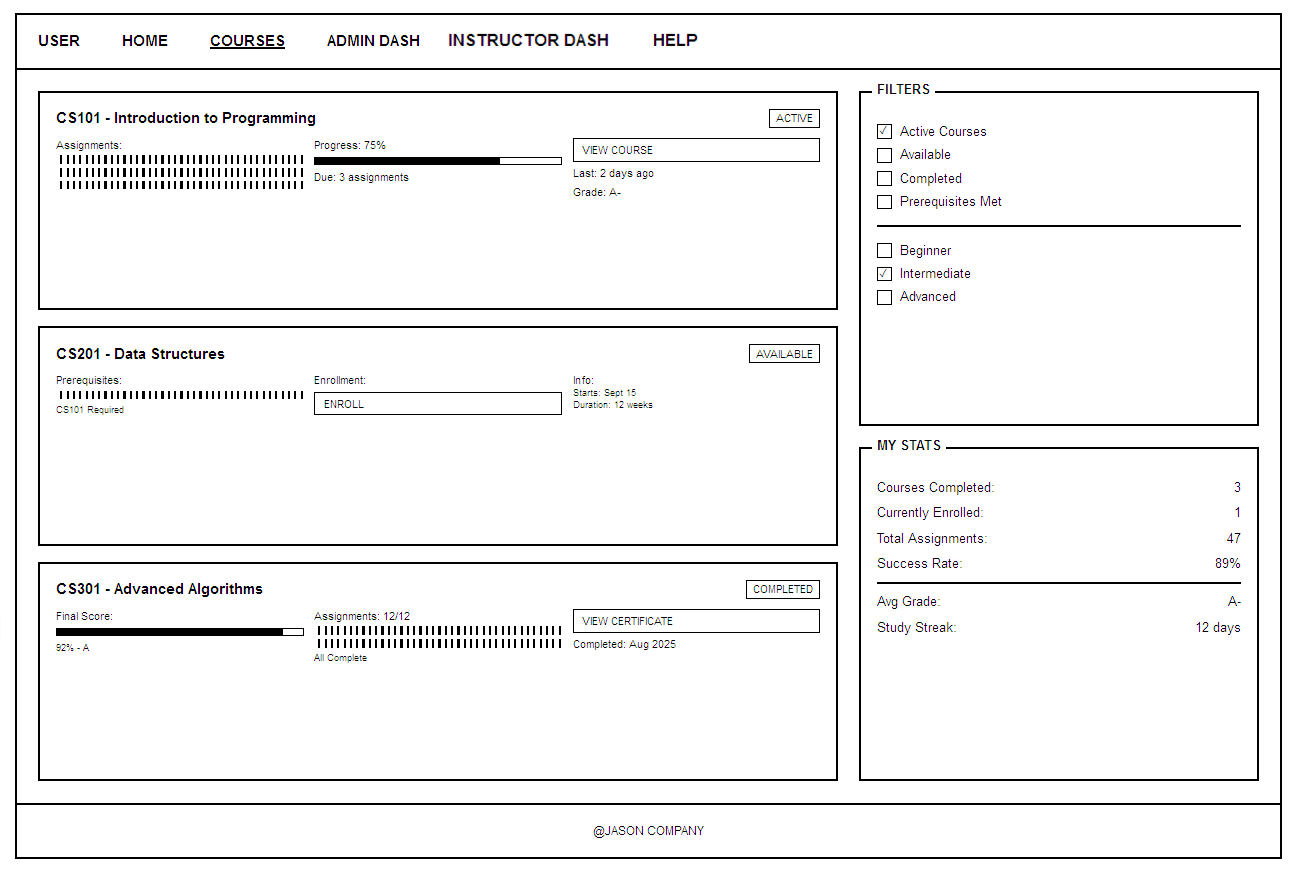 USER HOME COURSES ADMIN DASH INSTRUCTOR DASH HELP
CS101 - Introduction to Programming
ACTIVE
Assignments:
Progress: 75%
Due: 3 assignments
VIEW COURSE
Last: 2 days ago
Grade: A-
CS201 - Data Structures
AVAILABLE
Prerequisites:
CS101 Required
Enrollment:
ENROLL
Info:
Starts: Sept 15
Duration: 12 weeks
CS301 - Advanced Algorithms
COMPLETED
Final Score:
92% - A
Assignments: 12/12
All Complete
VIEW CERTIFICATE
Completed: Aug 2025
FILTERS
Active Courses
Available
Completed
Prerequisites Met
Beginner
Intermediate
Advanced
MY STATS
Courses Completed: 3
Currently Enrolled: 1
Total Assignments: 47
Success Rate: 89%
Avg Grade: A-
Study Streak: 12 days
@JASON COMPANY